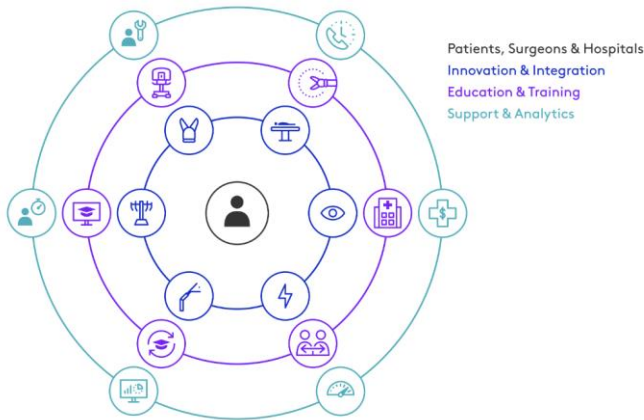 Patients, Surgeons & Hospitals
Innovation & Integration
Education & Training
Support & Analytics
$